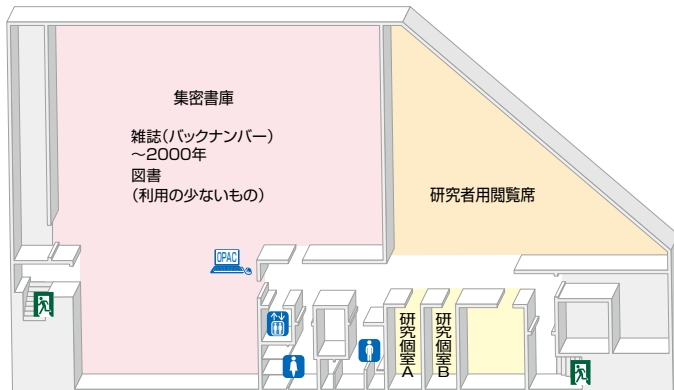 集密書庫
雑誌（バックナンバー）
～2000年
図書
（利用の少ないもの）
研究者用閲覧席
OPAC
研究個室A
研究個室B